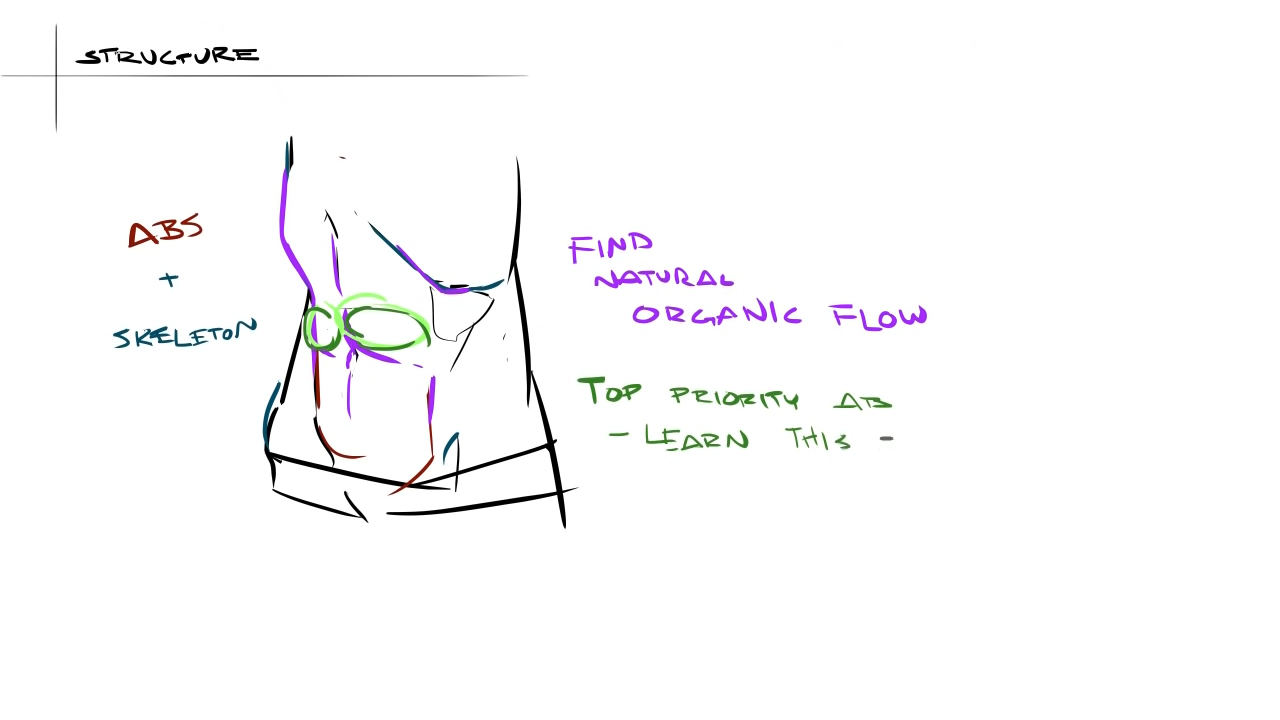 STRUCTURE
ABS
+
SKELETON
FIND
NATURAL
ORGANIC FLOW
TOP PRIORITY AB
- LEARN THIS -